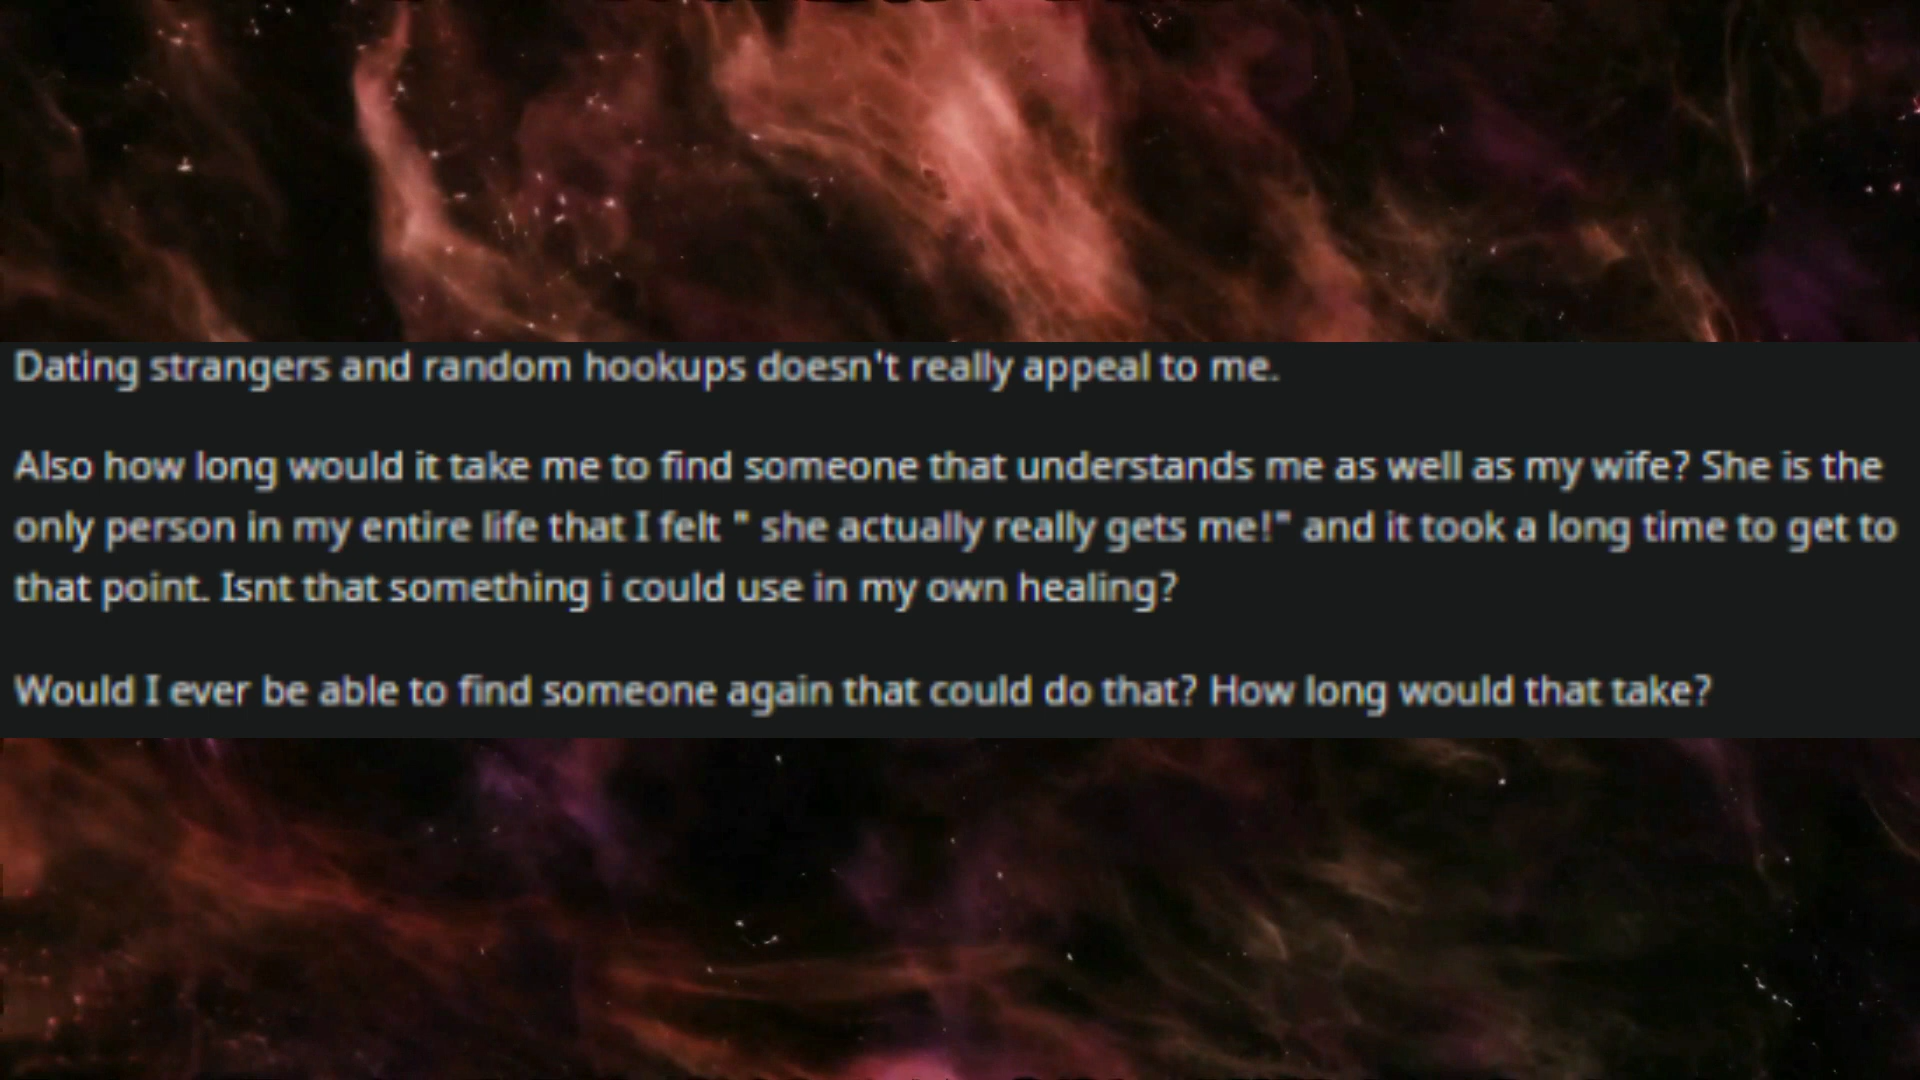 Dating strangers and random hookups doesn't really appeal to me.
Also how long would it take me to find someone that understands me as well as my wife? She is the
only person in my entire life that I felt " she actually really gets me!" and it took a long time to get to
that point. Isnt that something i could use in my own healing?
Would I ever be able to find someone again that could do that? How long would that take?